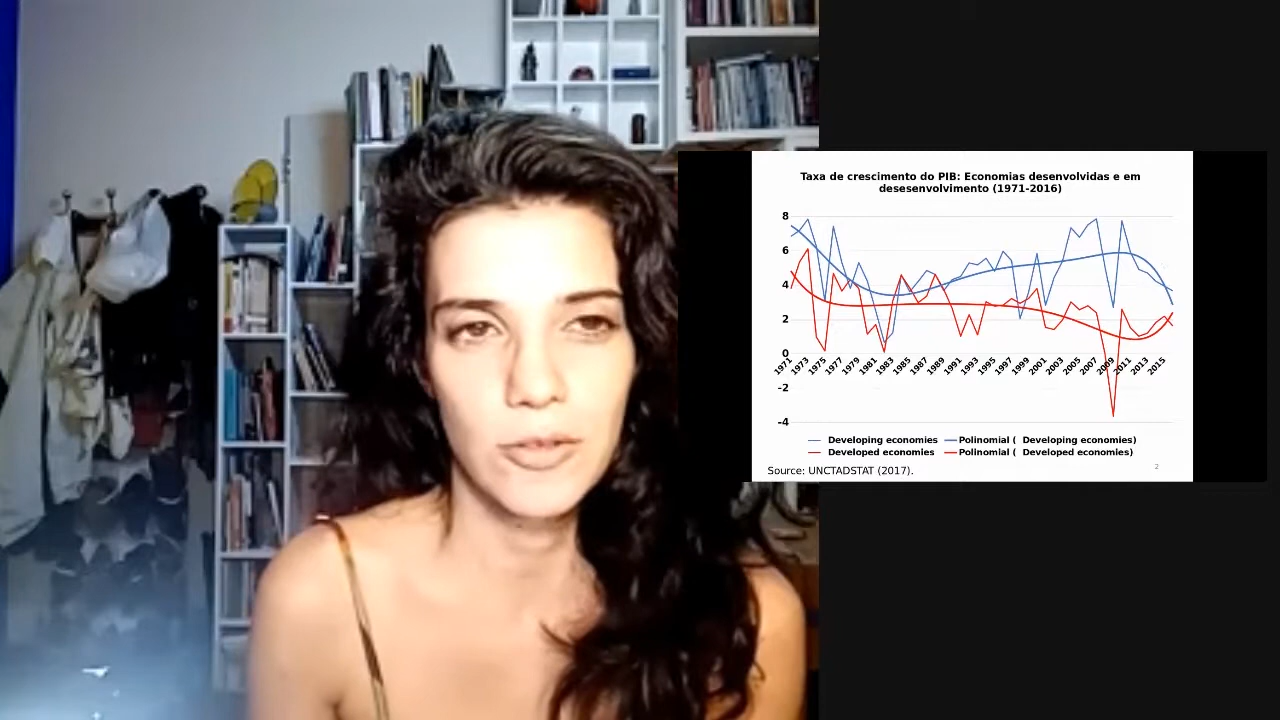 Taxa de crescimento do PIB: Economias desenvolvidas e em
desesenvolvimento (1971-2016)
8
6
4
2
0
-2
-4
1971 1973 1975 1977 1979 1981 1983 1985 1987 1989 1991 1993 1995 1997 1999 2001 2003 2005 2007 2009 2011 2013 2015
Developing economies Polinomial ( Developing economies)
Developed economies Polinomial ( Developed economies)
Source: UNCTADSTAT (2017).
2